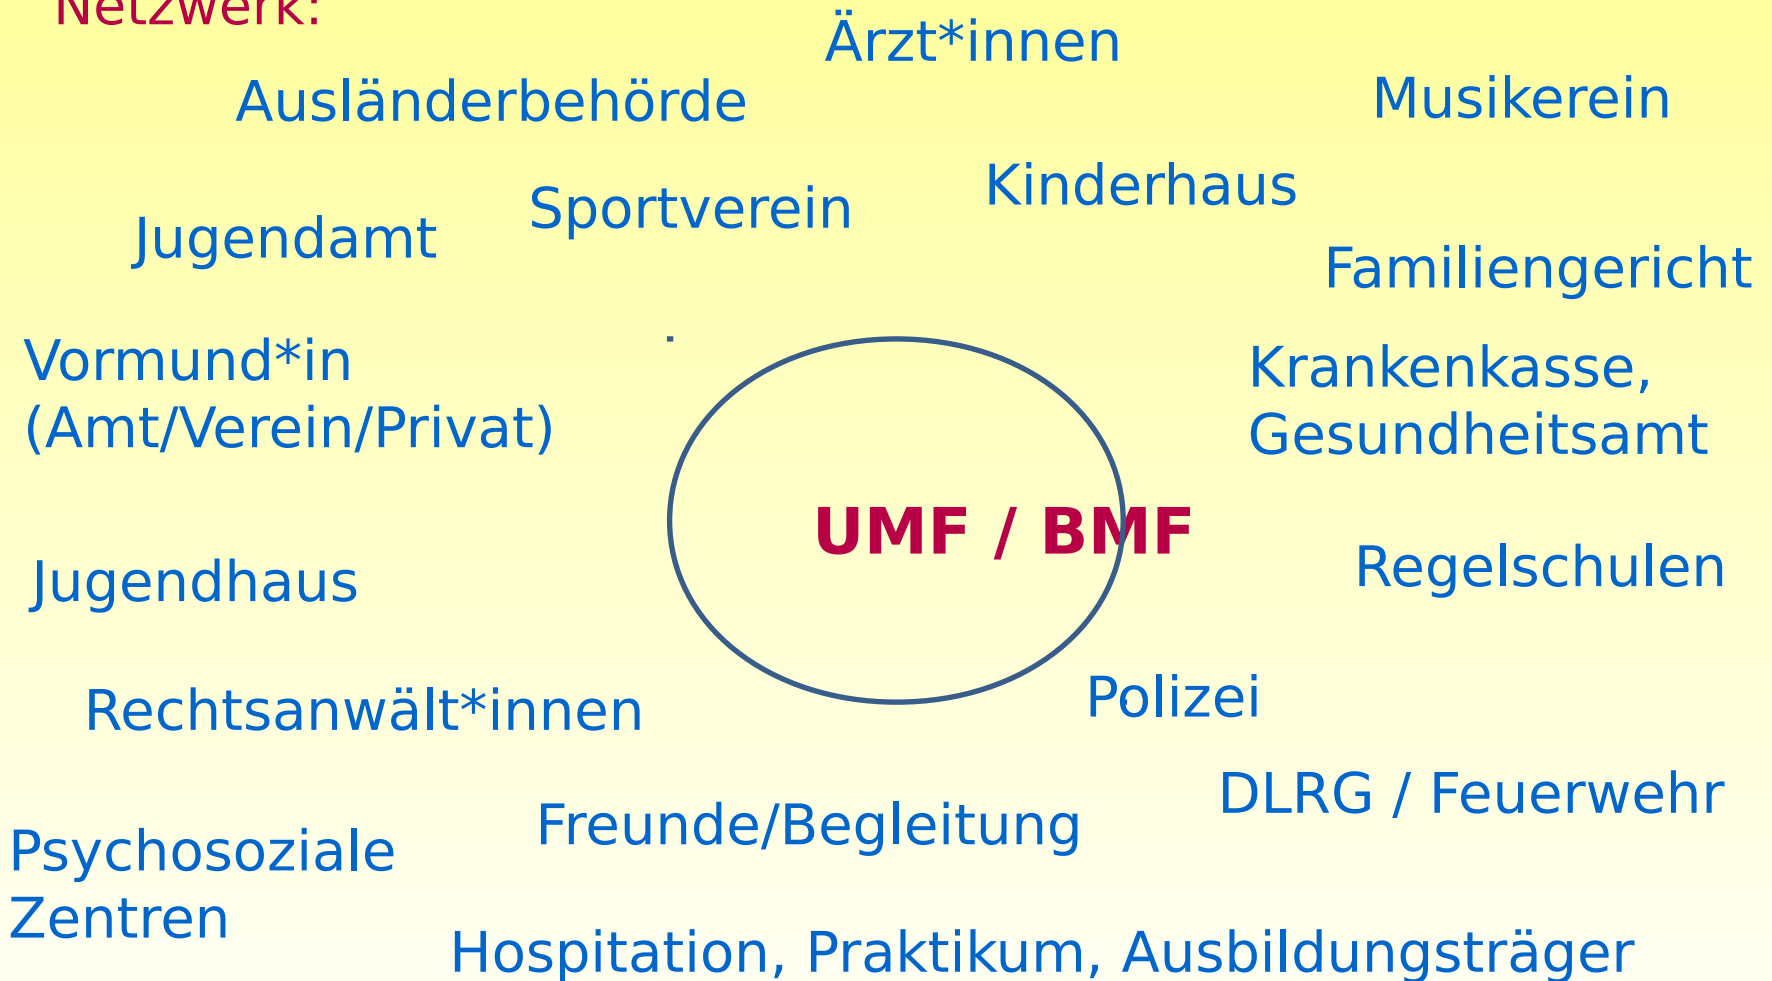 Netzwerk:
Ärzt*innen
Ausländerbehörde
Musikerein
Kinderhaus
Sportverein
Jugendamt
Familiengericht
Vormund*in
(Amt/Verein/Privat)
Krankenkasse,
Gesundheitsamt
UMF / BMF
Regelschulen
Jugendhaus
Polizei
Rechtsanwält*innen
DLRG / Feuerwehr
Freunde/Begleitung
Psychosoziale
Zentren
Hospitation, Praktikum, Ausbildungsträger